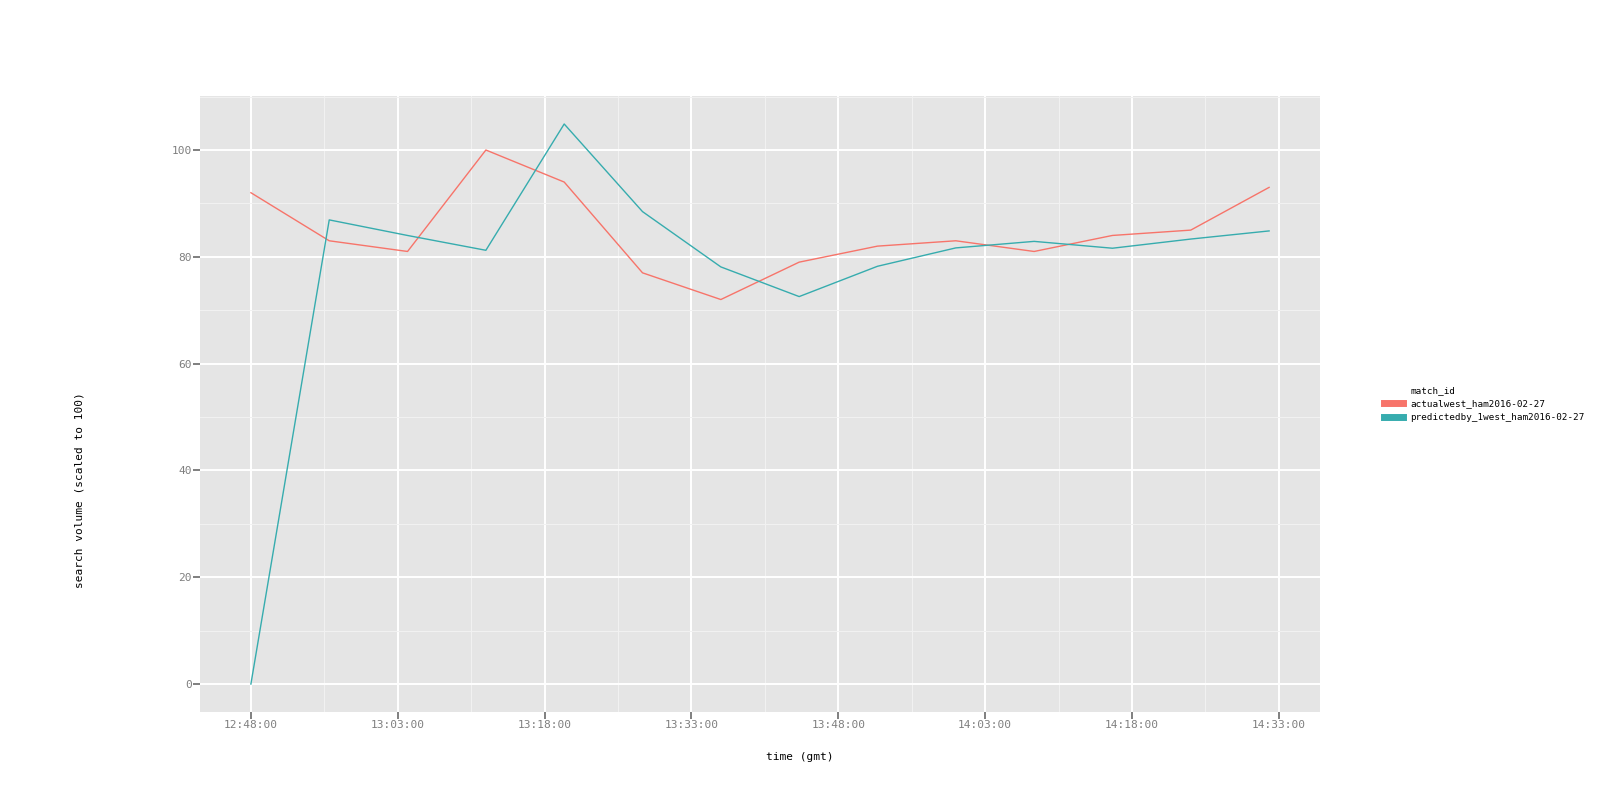 100
80
60
40
20
0
search volume (scaled to 100)
12:48:00 13:03:00 13:18:00 13:33:00 13:48:00 14:03:00 14:18:00 14:33:00
time (gmt)
match_id
actualwest_ham2016-02-27
predictedby_1west_ham2016-02-27